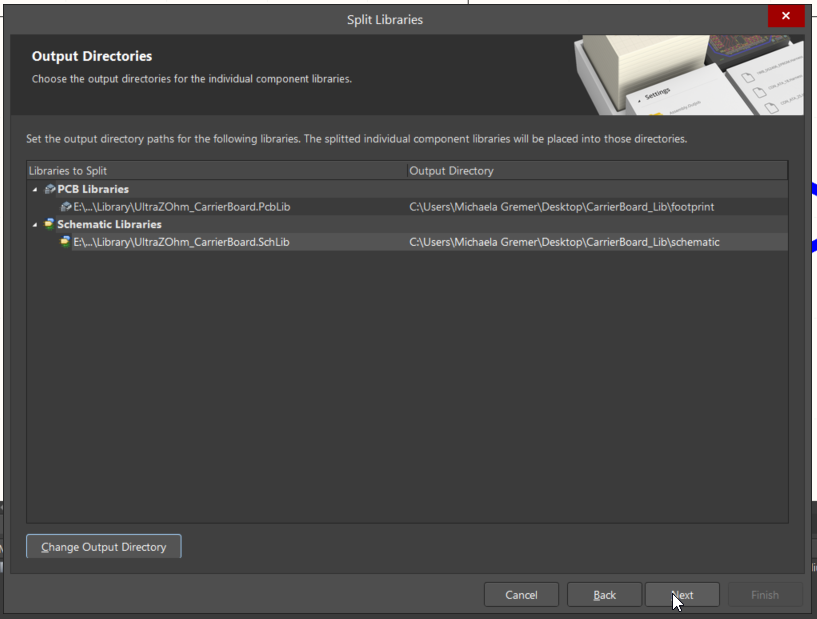 Split Libraries
Output Directories
Choose the output directories for the individual component libraries.
Settings
Set the output directory paths for the following libraries. The splitted individual component libraries will be placed into those directories.
Libraries to Split Output Directory
PCB Libraries
E:\...\Library\UltraZOhm_CarrierBoard.PcbLib C:\Users\Michaela Gremer\Desktop\CarrierBoard_Lib\footprint
Schematic Libraries
E:\...\Library\UltraZOhm_CarrierBoard.SchLib C:\Users\Michaela Gremer\Desktop\CarrierBoard_Lib\schematic
Change Output Directory
Cancel Back Next Finish